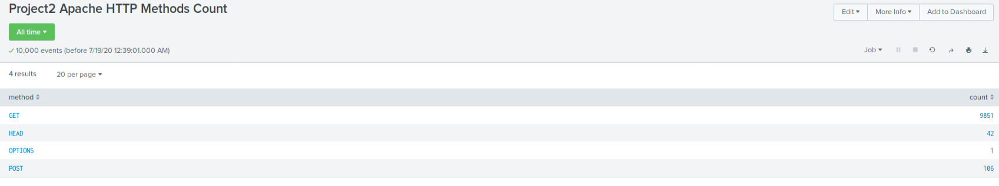 Project2 Apache HTTP Methods Count
Edit More Info Add to Dashboard
All time
10,000 events (before 7/19/20 12:39:01.000 AM)
Job
4 results 20 per page
method count
GET 9851
HEAD 42
OPTIONS 1
POST 106